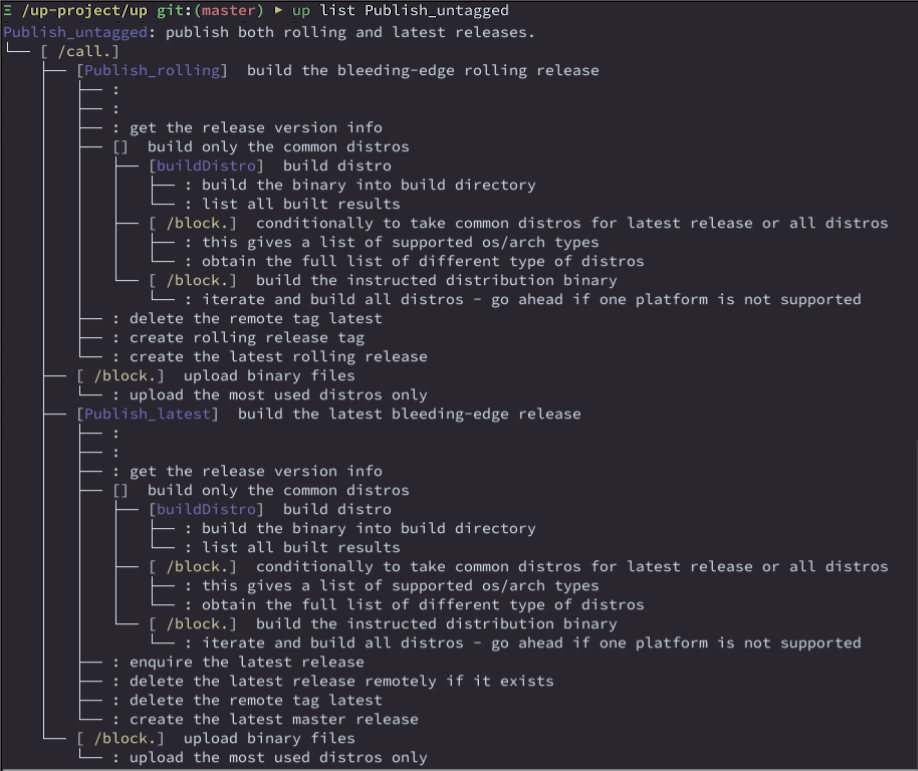 Ξ /up-project/up git:(master) ▸ up list Publish_untagged
Publish_untagged: publish both rolling and latest releases.
└── [ /call.]
    ├── [Publish_rolling]  build the bleeding-edge rolling release
    │   ├── :
    │   ├── :
    │   ├── : get the release version info
    │   ├── []  build only the common distros
    │   │   ├── [buildDistro]  build distro
    │   │   │   ├── : build the binary into build directory
    │   │   │   └── : list all built results
    │   │   ├── [ /block.]  conditionally to take common distros for latest release or all distros
    │   │   │   ├── : this gives a list of supported os/arch types
    │   │   │   └── : obtain the full list of different type of distros
    │   │   └── [ /block.]  build the instructed distribution binary
    │   │       └── : iterate and build all distros - go ahead if one platform is not supported
    │   ├── : delete the remote tag latest
    │   ├── : create rolling release tag
    │   └── : create the latest rolling release
    ├── [ /block.]  upload binary files
    │   └── : upload the most used distros only
    ├── [Publish_latest]  build the latest bleeding-edge release
    │   ├── :
    │   ├── :
    │   ├── : get the release version info
    │   ├── []  build only the common distros
    │   │   ├── [buildDistro]  build distro
    │   │   │   ├── : build the binary into build directory
    │   │   │   └── : list all built results
    │   │   ├── [ /block.]  conditionally to take common distros for latest release or all distros
    │   │   │   ├── : this gives a list of supported os/arch types
    │   │   │   └── : obtain the full list of different type of distros
    │   │   └── [ /block.]  build the instructed distribution binary
    │   │       └── : iterate and build all distros - go ahead if one platform is not supported
    │   ├── : enquire the latest release
    │   ├── : delete the latest release remotely if it exists
    │   ├── : delete the remote tag latest
    │   └── : create the latest master release
    └── [ /block.]  upload binary files
        └── : upload the most used distros only